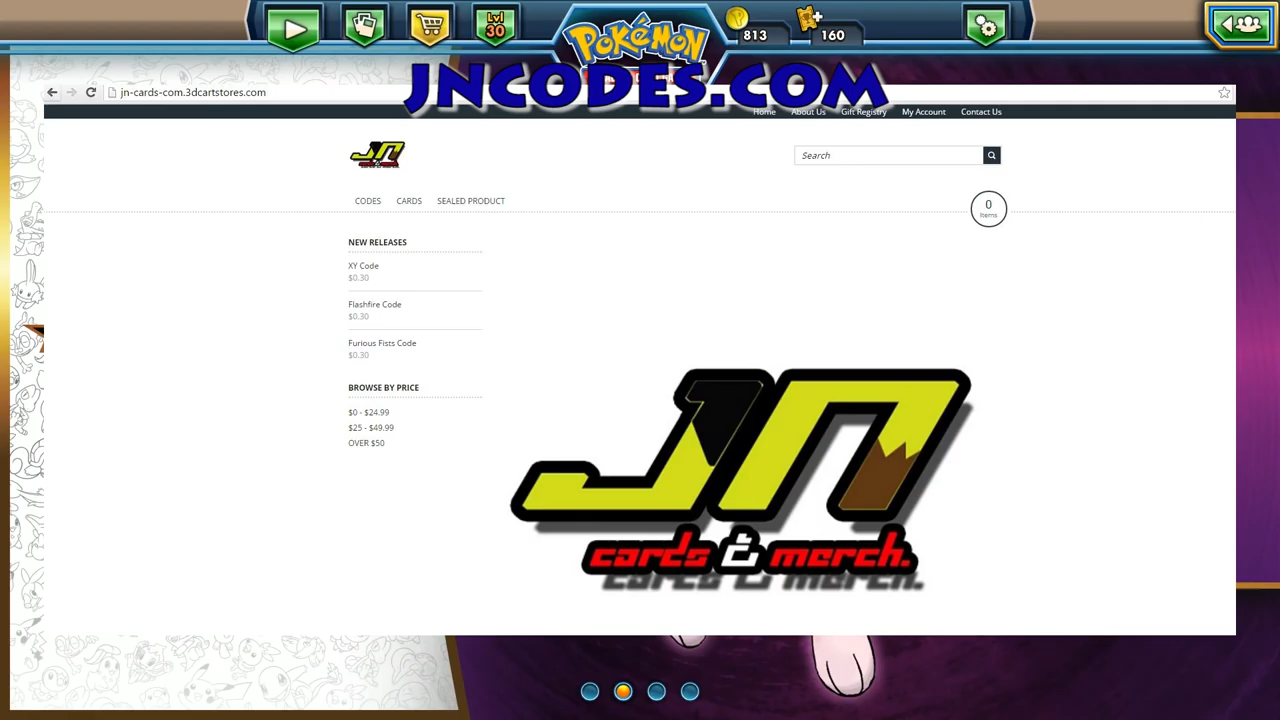 Lvl
30
Pokémon
813
160
JNCODES.COM
jn-cards-com.3dcartstores.com
Home About Us Gift Registry My Account Contact Us
JN
Search
CODES CARDS SEALED PRODUCT
0
Items
NEW RELEASES
XY Code
$0.30
Flashfire Code
$0.30
Furious Fists Code
$0.30
BROWSE BY PRICE
$0 - $24.99
$25 - $49.99
OVER $50
JN
cards & merch.